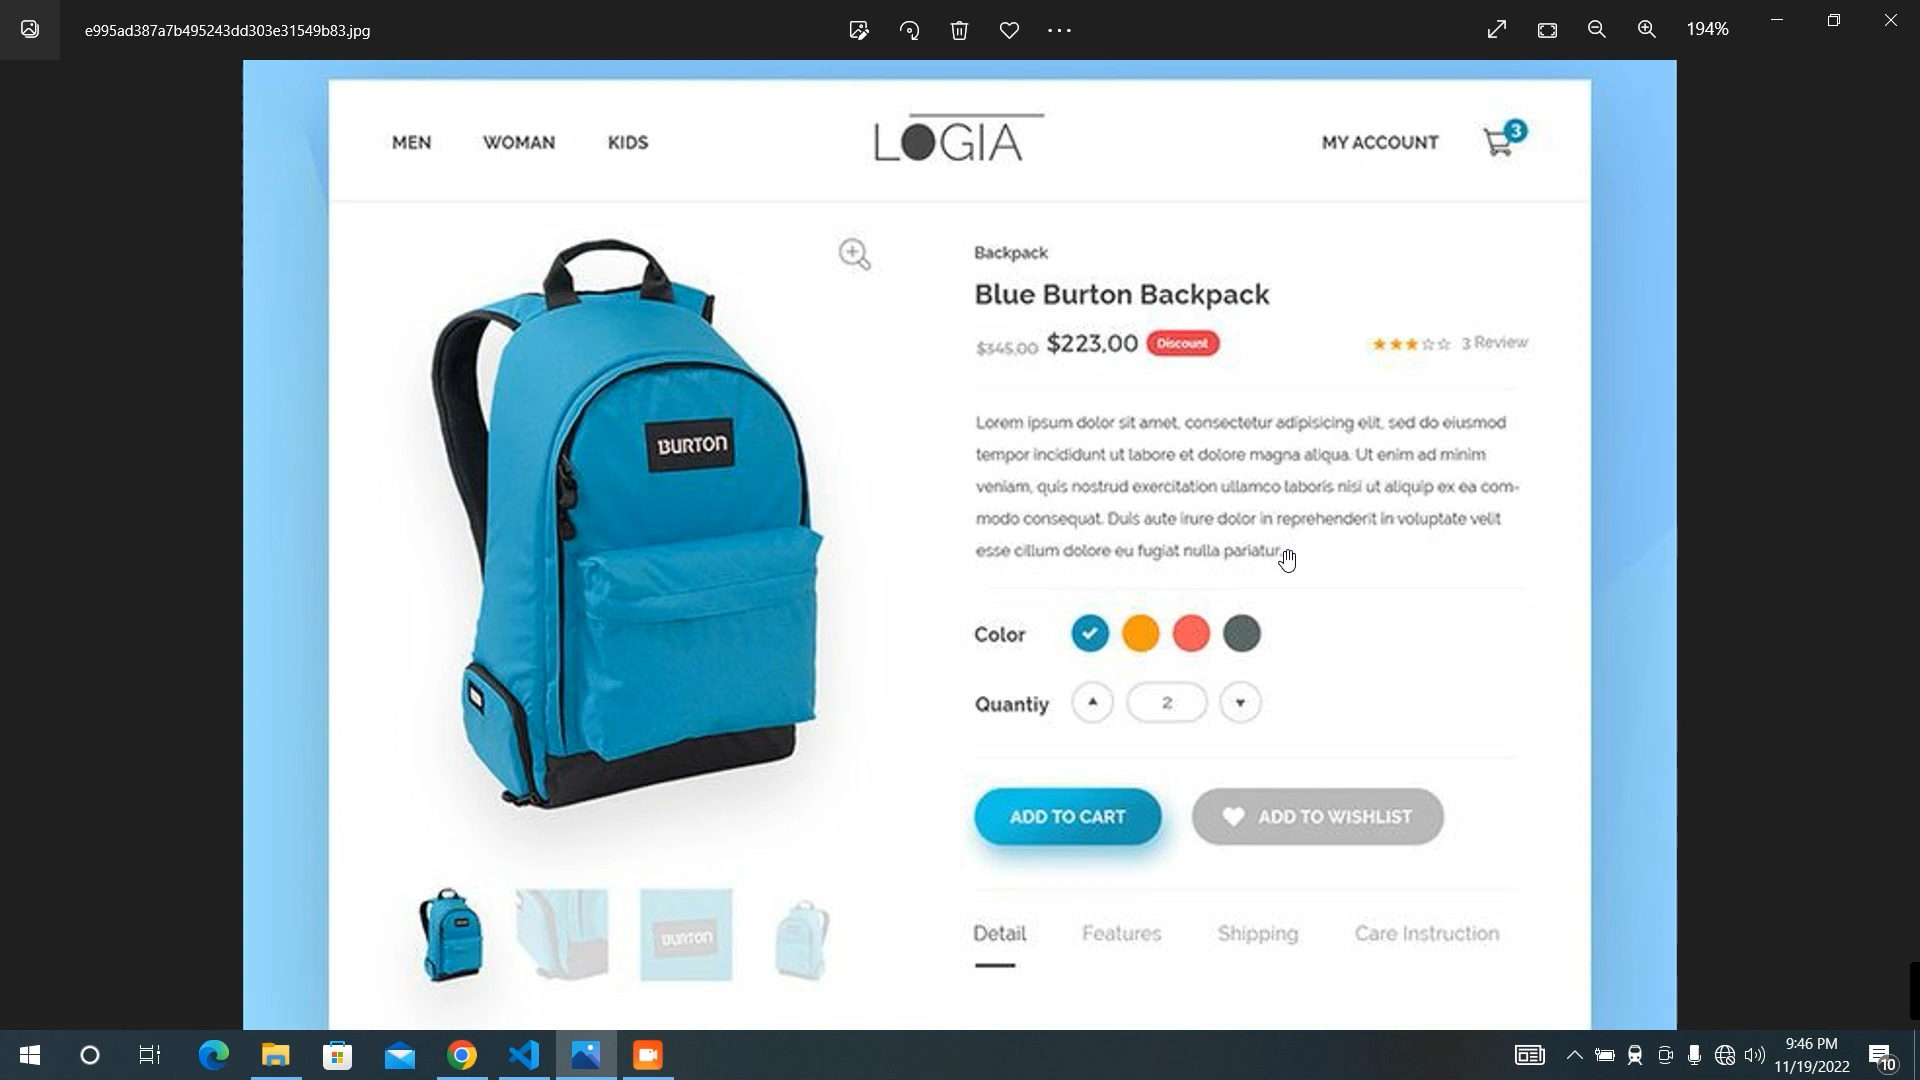 e995ad387a7b495243dd303e31549b83.jpg
194%
MEN WOMAN KIDS
LOGIA
MY ACCOUNT
3
Backpack
Blue Burton Backpack
$345,00 $223,00 Discount
3 Review
BURTON
Lorem ipsum dolor sit amet, consectetur adipisicing elit, sed do eiusmod
tempor incididunt ut labore et dolore magna aliqua. Ut enim ad minim
veniam, quis nostrud exercitation ullamco laboris nisi ut aliquip ex ea com-
modo consequat. Duis aute irure dolor in reprehenderit in voluptate velit
esse cillum dolore eu fugiat nulla pariatur.
Color
Quantiy 2
ADD TO CART ADD TO WISHLIST
BURTON
Detail Features Shipping Care Instruction
9:46 PM
11/19/2022
10